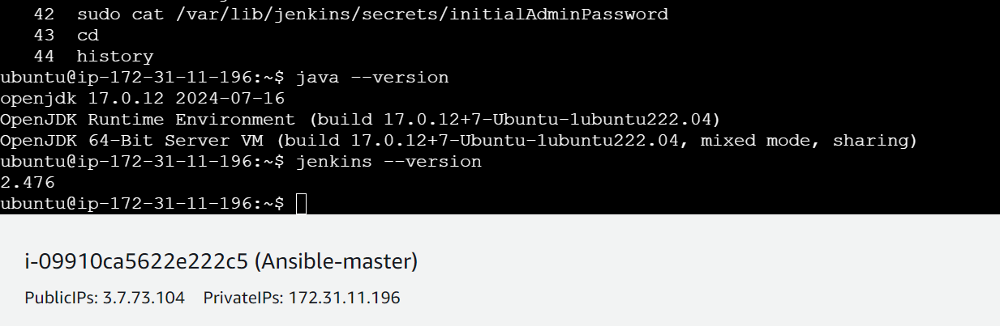 42  sudo cat /var/lib/jenkins/secrets/initialAdminPassword
43  cd
44  history
ubuntu@ip-172-31-11-196:~$ java --version
openjdk 17.0.12 2024-07-16
OpenJDK Runtime Environment (build 17.0.12+7-Ubuntu-1ubuntu222.04)
OpenJDK 64-Bit Server VM (build 17.0.12+7-Ubuntu-1ubuntu222.04, mixed mode, sharing)
ubuntu@ip-172-31-11-196:~$ jenkins --version
2.476
ubuntu@ip-172-31-11-196:~$
i-09910ca5622e222c5 (Ansible-master)
PublicIPs: 3.7.73.104 PrivateIPs: 172.31.11.196